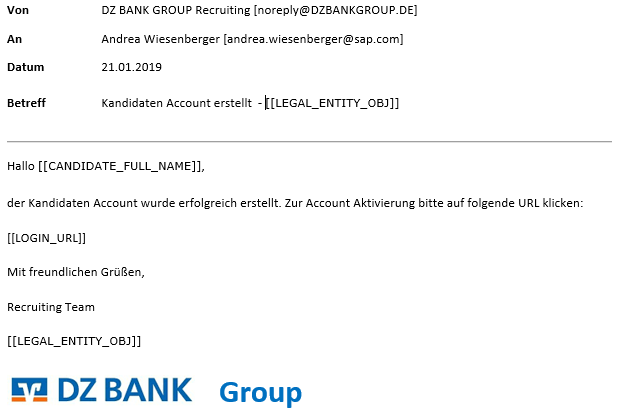 Von DZ BANK GROUP Recruiting [noreply@DZBANKGROUP.DE]
An Andrea Wiesenberger [andrea.wiesenberger@sap.com]
Datum 21.01.2019
Betreff Kandidaten Account erstellt - [[LEGAL_ENTITY_OBJ]]
Hallo [[CANDIDATE_FULL_NAME]],
der Kandidaten Account wurde erfolgreich erstellt. Zur Account Aktivierung bitte auf folgende URL klicken:
[[LOGIN_URL]]
Mit freundlichen Grüßen,
Recruiting Team
[[LEGAL_ENTITY_OBJ]]
DZ BANK Group